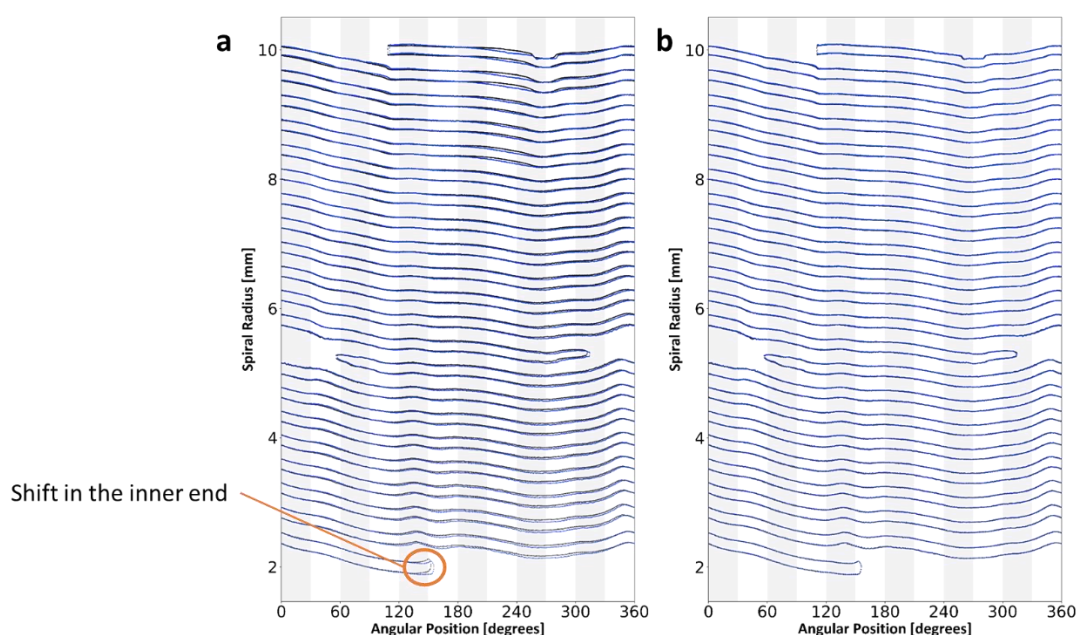 a
b
10
8
6
4
2
Spiral Radius [mm]
0 60 120 180 240 300 360
Angular Position [degrees]
10
8
6
4
2
Spiral Radius [mm]
0 60 120 180 240 300 360
Angular Position [degrees]
Shift in the inner end